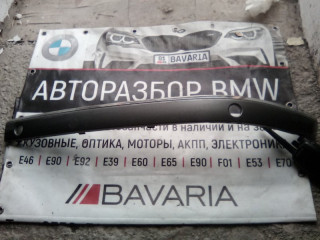 BMW
BAVARIA
АВТОРАЗБОР BMW
запчасти в наличии и на за
КУЗОВНЫЕ, ОПТИКА, МОТОРЫ, АКПП, ЭЛЕКТРОНИ
E46 | E90 | E92 | E39 | E60 | E65 | E90 | F01 | E53 | E70
BAVARIA